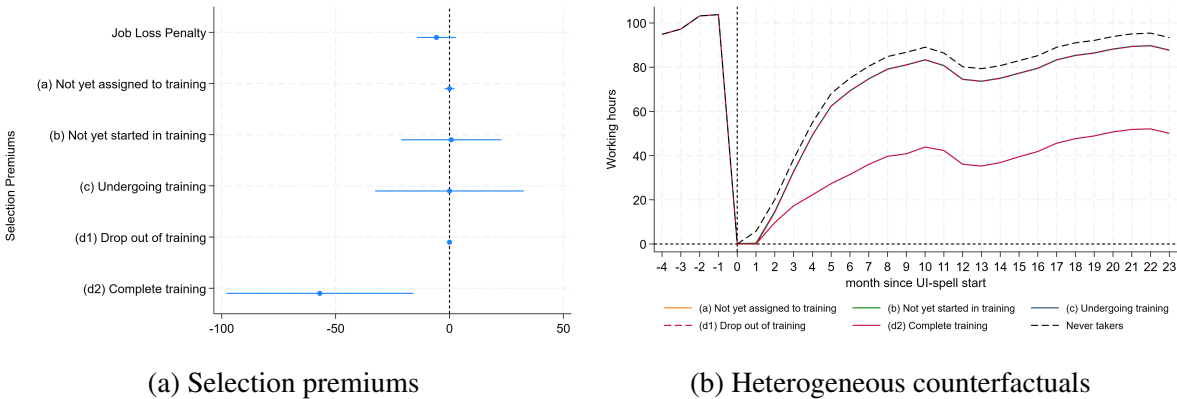 Selection Premiums
Job Loss Penalty
(a) Not yet assigned to training
(b) Not yet started in training
(c) Undergoing training
(d1) Drop out of training
(d2) Complete training
-100 -50 0 50
(a) Selection premiums
Working hours
100
80
60
40
20
0
-4 -3 -2 -1 0 1 2 3 4 5 6 7 8 9 10 11 12 13 14 15 16 17 18 19 20 21 22 23
month since UI-spell start
(a) Not yet assigned to training (b) Not yet started in training (c) Undergoing training
(d1) Drop out of training (d2) Complete training Never takers
(b) Heterogeneous counterfactuals